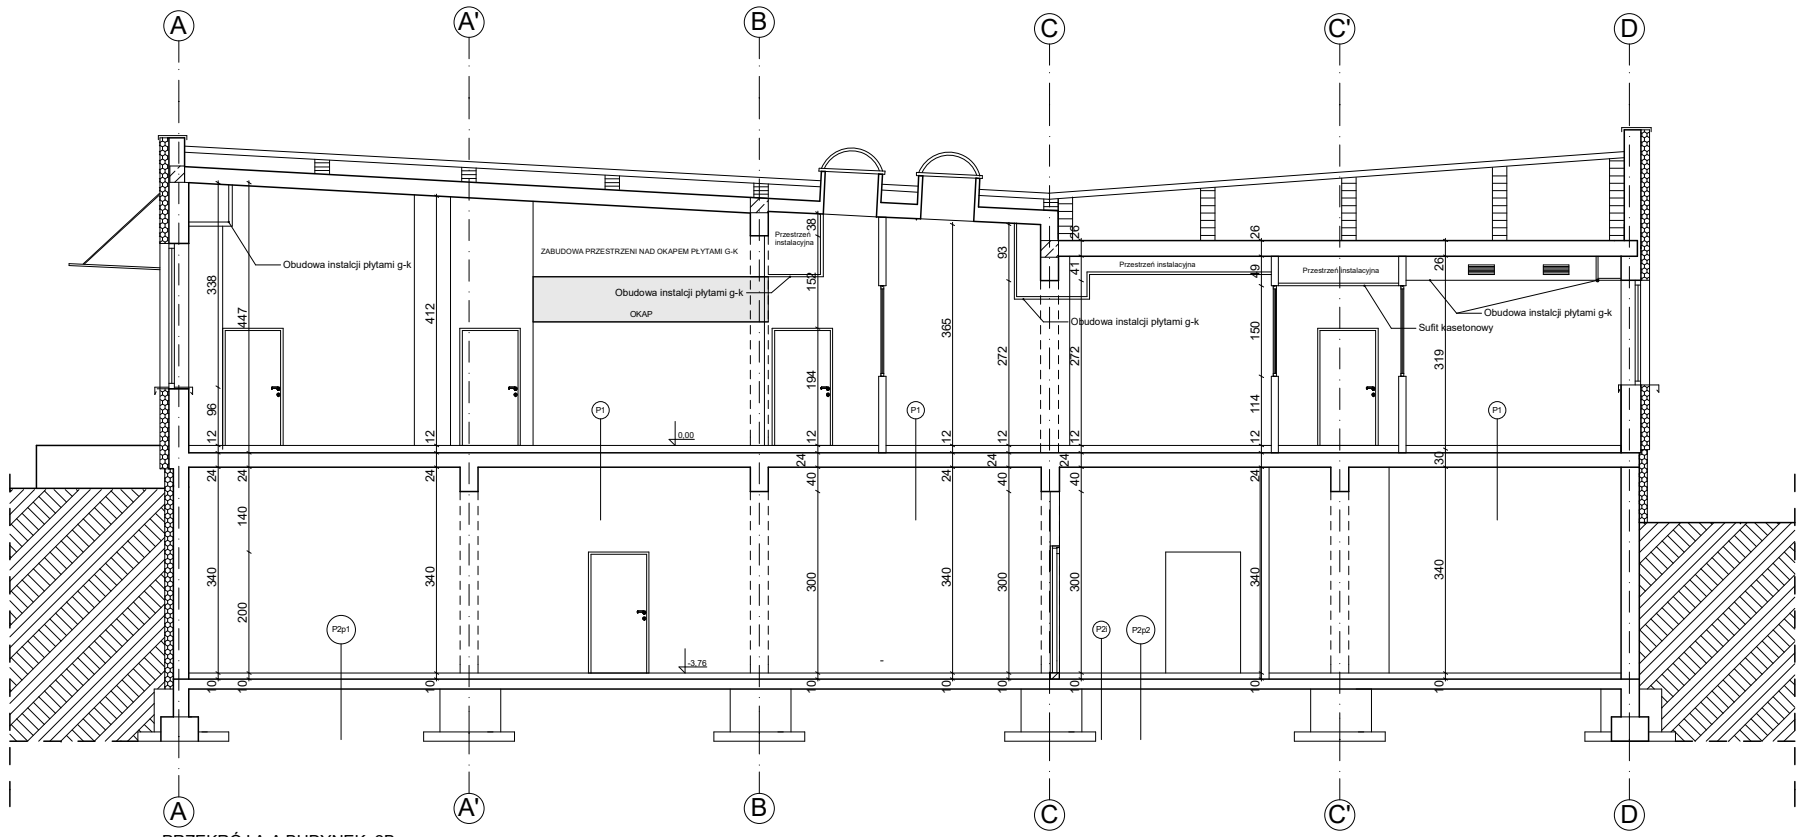 A
A'
B
C
C'
D
ZABUDOWA PRZESTRZENI NAD OKAPEM PŁYTAMI G-K
Przestrzeń
instalacyjna
Obudowa instalcji płytami g-k
Obudowa instalcji płytami g-k
OKAP
Przestrzeń instalacyjna
Przestrzeń instalacyjna
Obudowa instalcji płytami g-k
Obudowa instalcji płytami g-k
Sufit kasetonowy
338
447
412
38
152
194
365
93
272
26
41
272
26
49
150
114
26
319
96
P1
P1
P1
0,00
12
12
12
12
12
12
12
24
24
24
24
40
24
24
40
24
40
24
30
140
340
200
340
300
340
300
300
340
340
P2p1
P2i
P2p2
-3.76
10
10
10
10
10
10
10
10
10
A
A'
B
C
C'
D